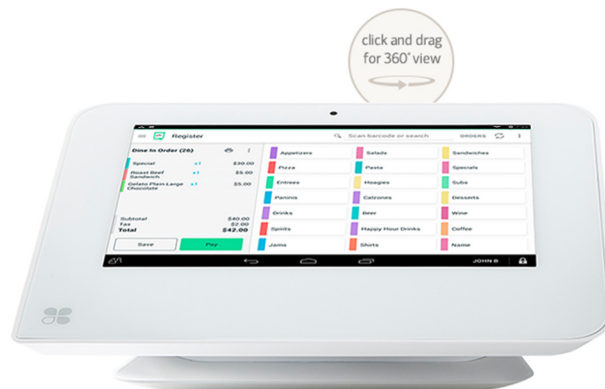 click and drag
for 360° view
Register
Scan barcode or search
ORDERS
Dine In Order (26)
Special x1 $30.00
Roast Beef Sandwich x1 $5.00
Gelato Plain Large Chocolate x1 $5.00
Subtotal $40.00
Tax $2.00
Total $42.00
Save
Pay
Appetizers
Salads
Sandwiches
Pizza
Pasta
Specials
Entrees
Hoagies
Subs
Paninis
Calzones
Desserts
Drinks
Beer
Wine
Spirits
Happy Hour Drinks
Coffee
Jams
Shirts
Name
JOHN B